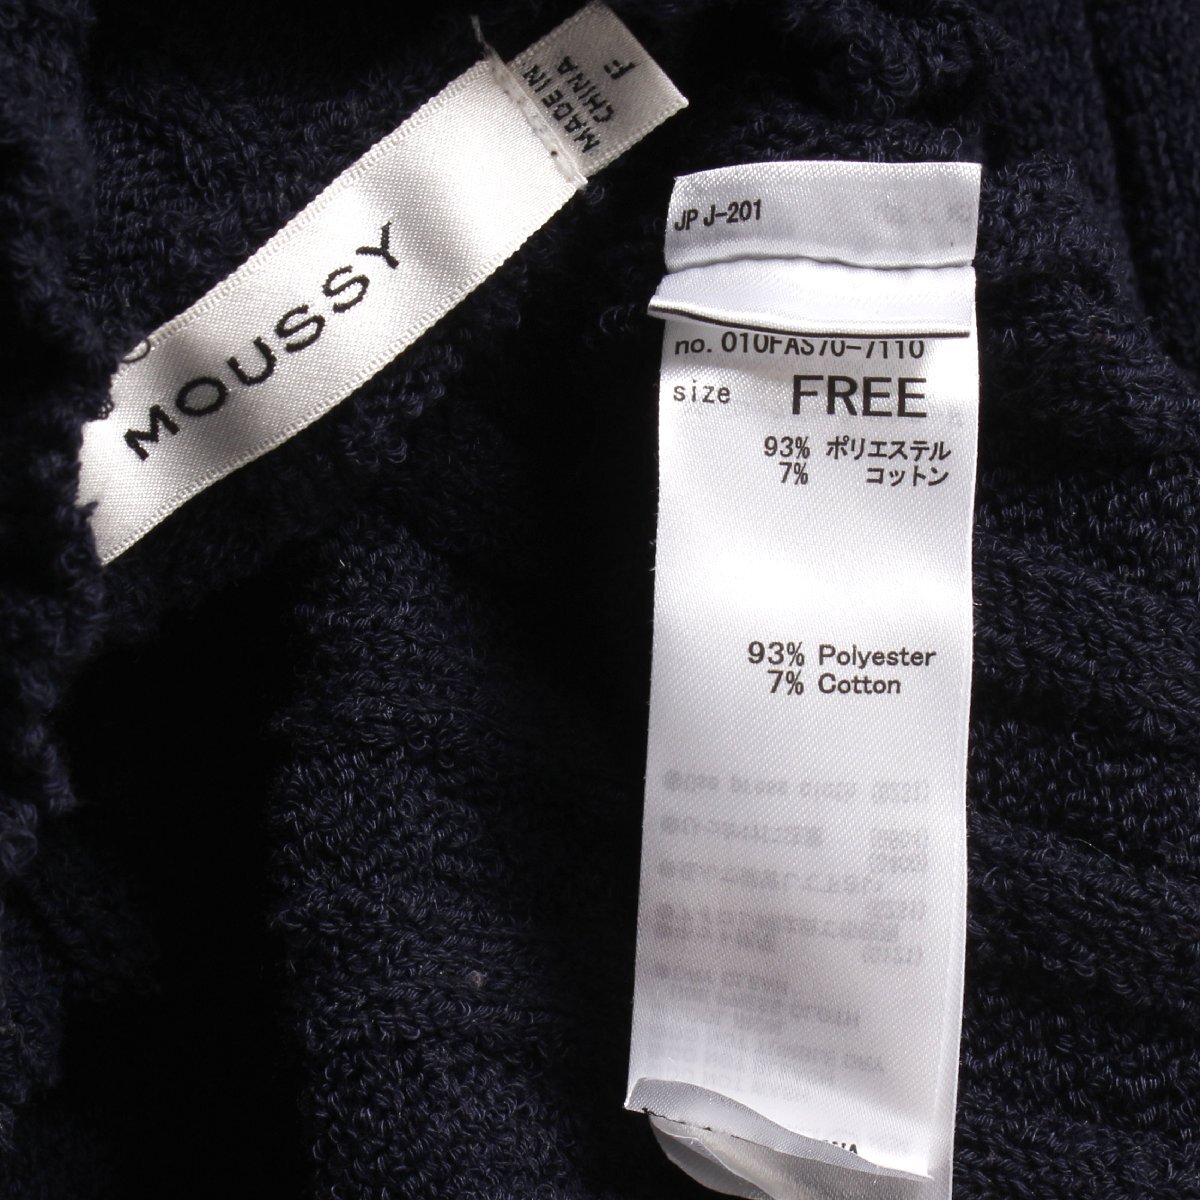 MOUSSY
MADE IN
CHINA
F
JP J-201
no. 010FAS70-7110
size FREE
93% ポリエステル
7% コットン
93% Polyester
7% Cotton